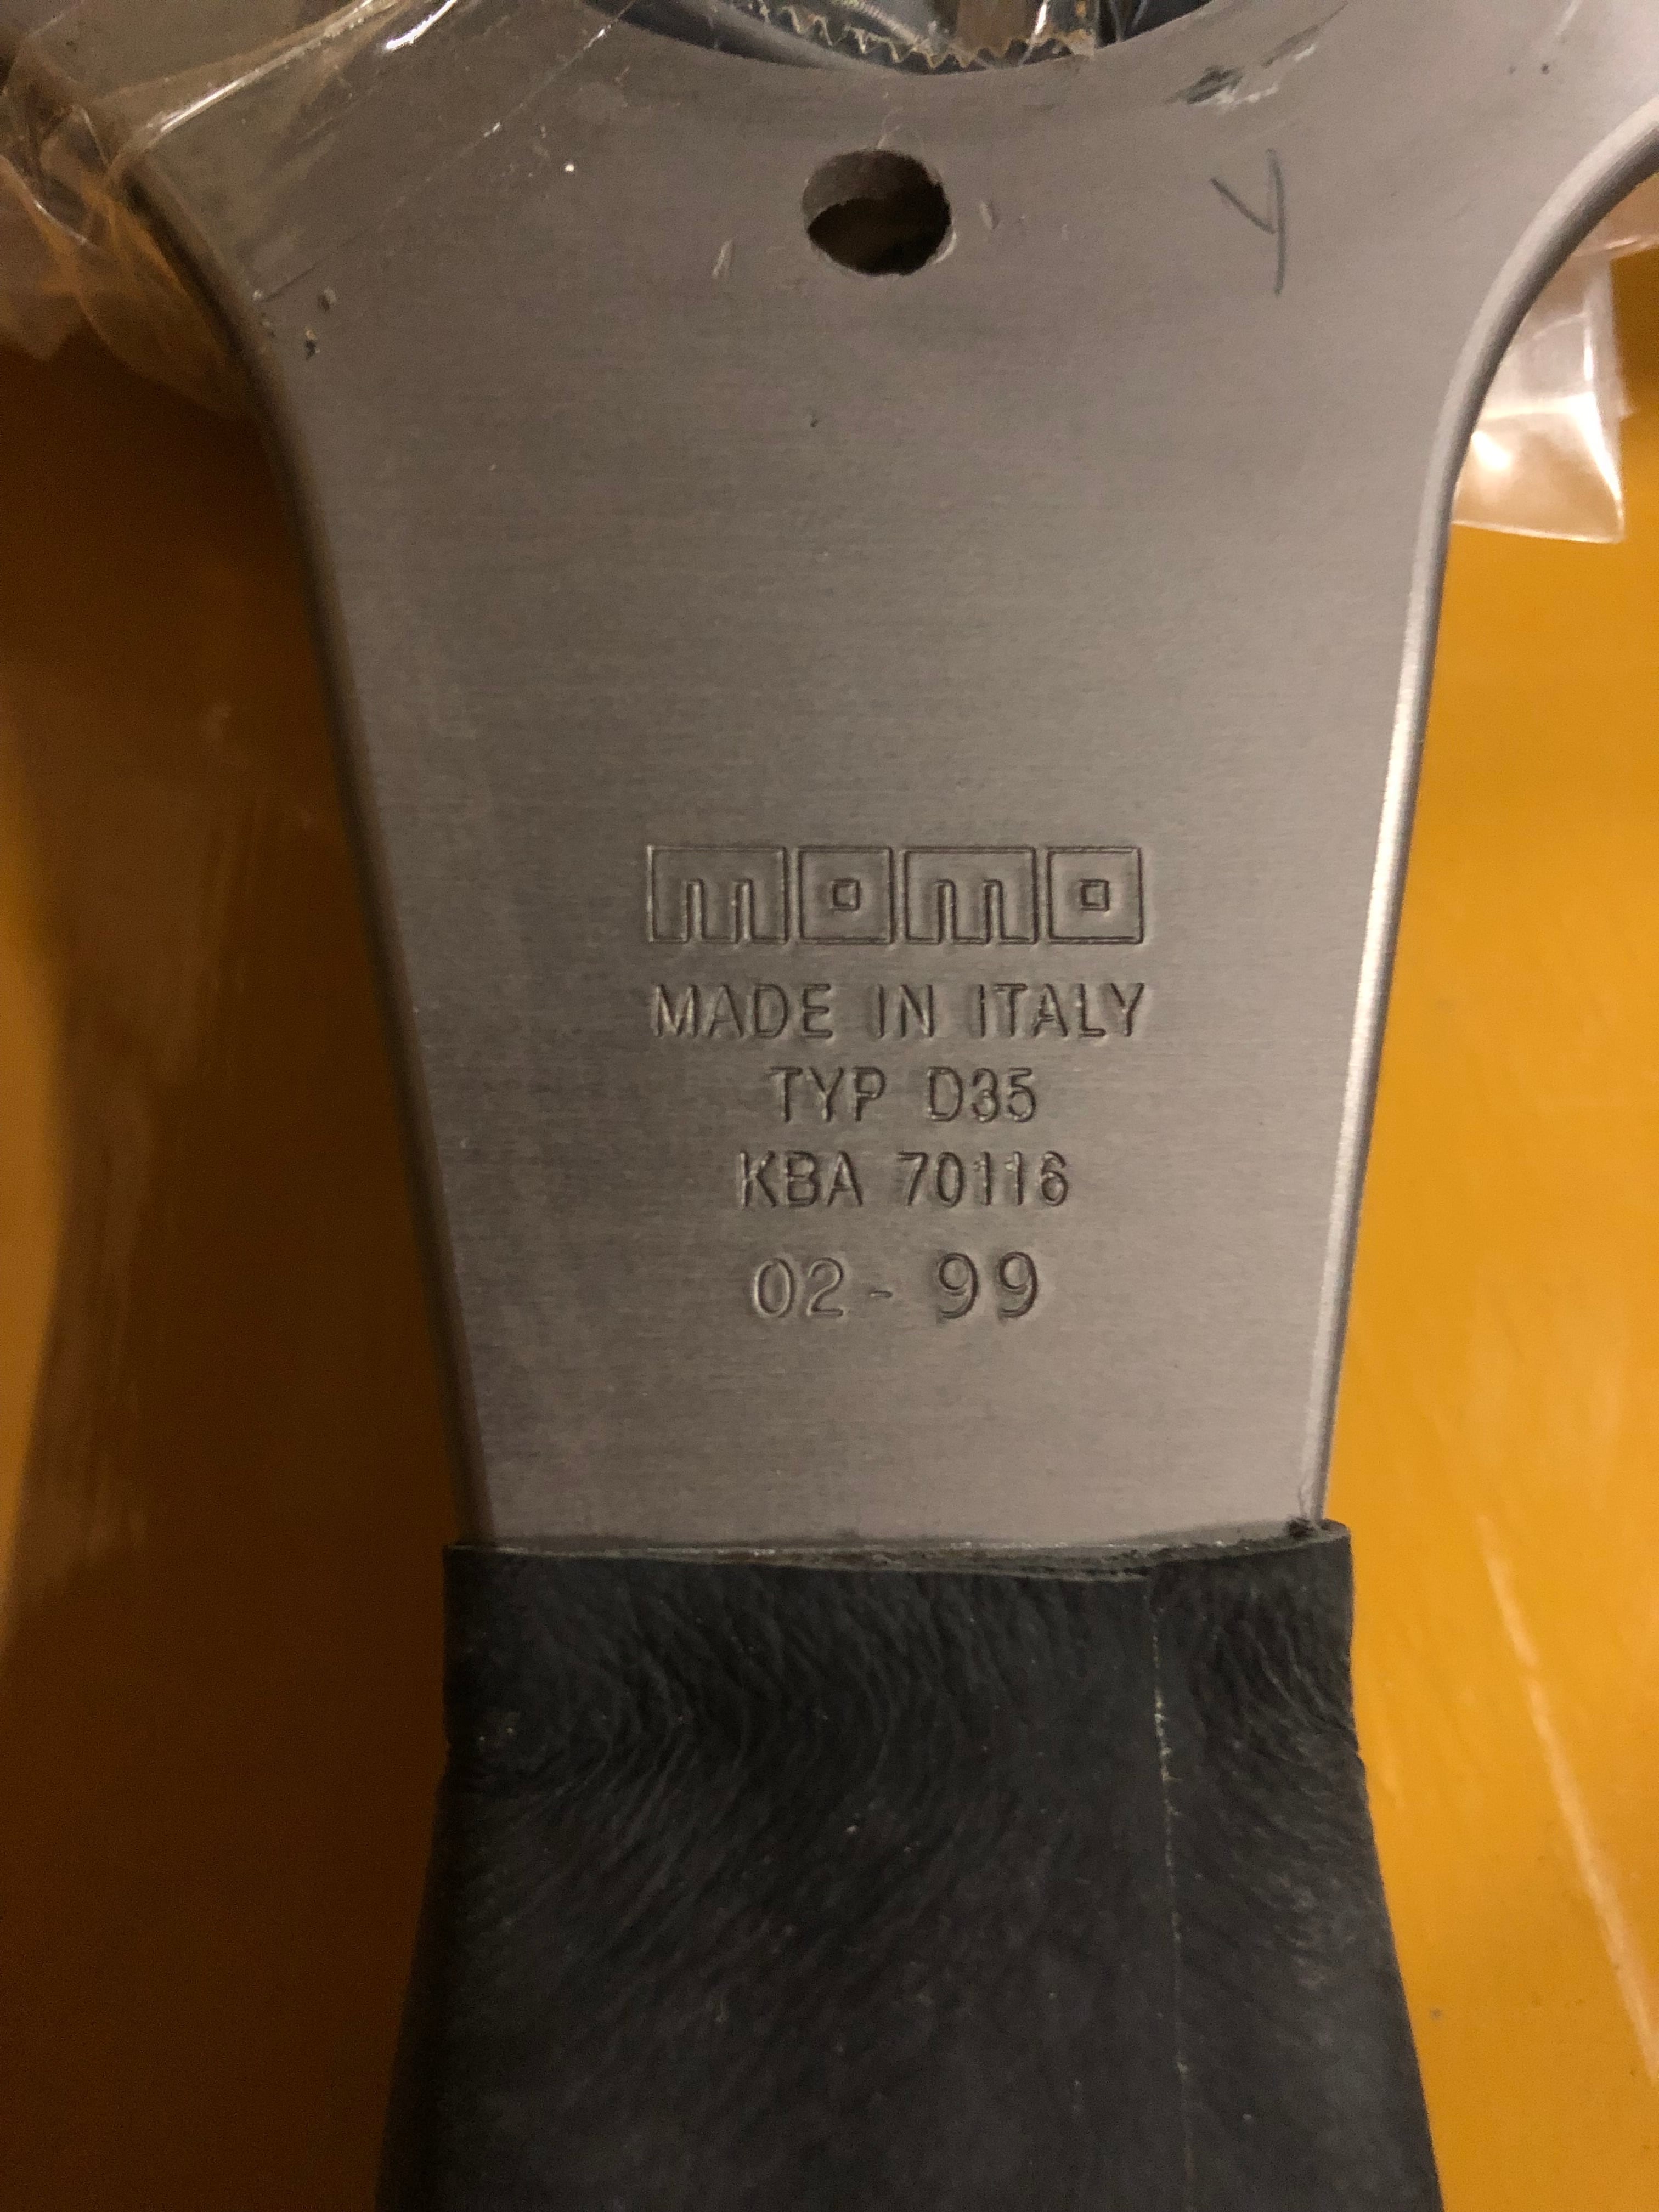 momo
MADE IN ITALY
TYP D35
KBA 70116
02-99